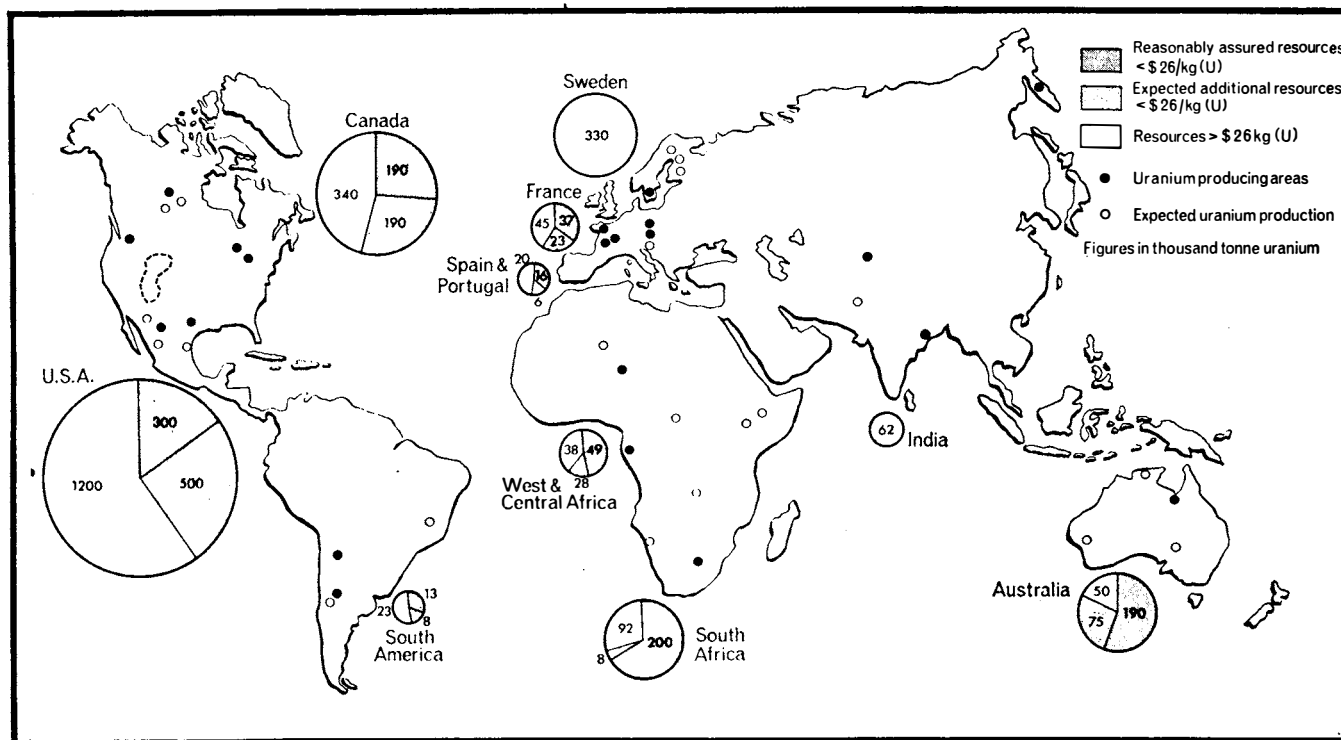 Reasonably assured resources
< $ 26/kg (U)
Expected additional resources
< $ 26/kg (U)
Resources > $ 26 kg (U)
Uranium producing areas
Expected uranium production
Figures in thousand tonne uranium
Canada
190
340
190
Sweden
330
France
45
37
23
Spain &
Portugal
20
16
6
U.S.A.
300
500
1200
West &
Central Africa
38
49
28
62
India
South
America
13
23
8
South
Africa
92
200
8
Australia
50
190
75